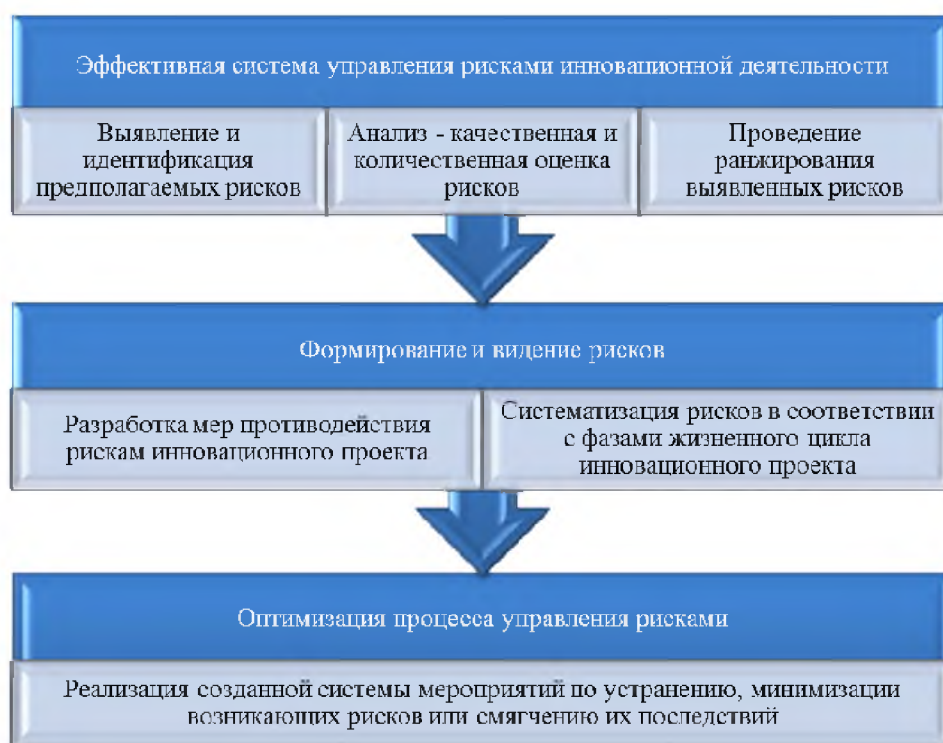 Эффективная система управления рисками инновационной деятельности
Выявление и
идентификация
предполагаемых рисков
Анализ - качественная и
количественная оценка
рисков
Проведение
ранжирования
выявленных рисков
Формирование и видение рисков
Разработка мер противодействия
рискам инновационного проекта
Систематизация рисков в соответствии
с фазами жизненного цикла
инновационного проекта
Оптимизация процесса управления рисками
Реализация созданной системы мероприятий по устранению, минимизации
возникающих рисков или смягчению их последствий